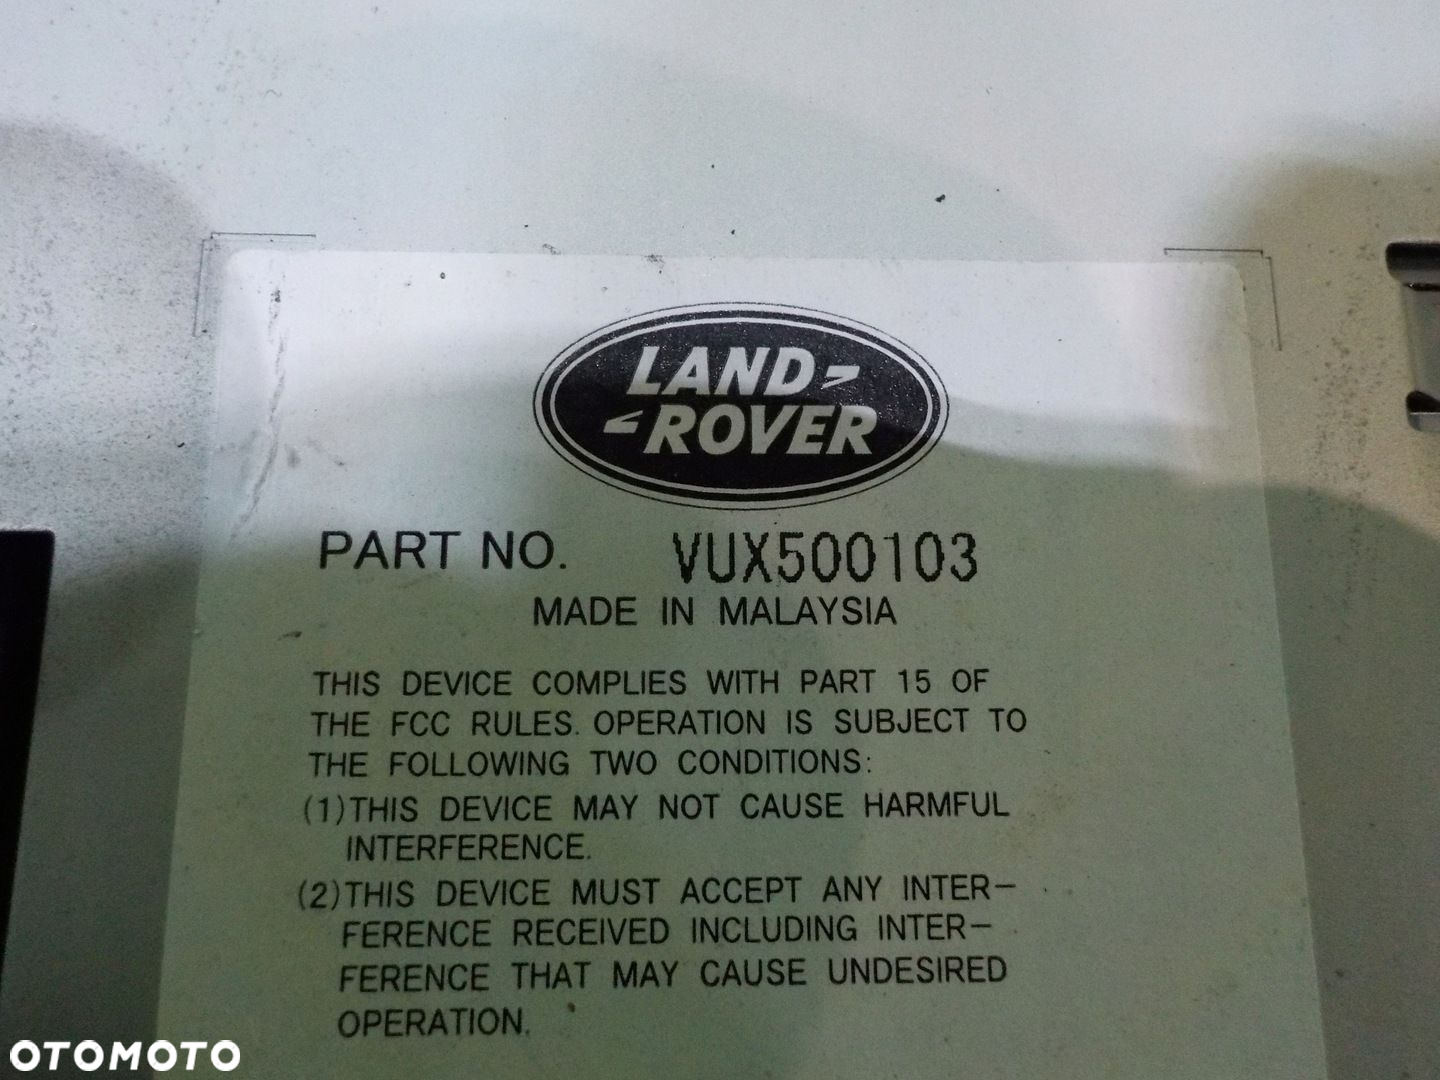 LAND
ROVER
PART NO. VUX500103
MADE IN MALAYSIA
THIS DEVICE COMPLIES WITH PART 15 OF
THE FCC RULES. OPERATION IS SUBJECT TO
THE FOLLOWING TWO CONDITIONS:
(1)THIS DEVICE MAY NOT CAUSE HARMFUL
INTERFERENCE.
(2)THIS DEVICE MUST ACCEPT ANY INTER-
FERENCE RECEIVED INCLUDING INTER-
FERENCE THAT MAY CAUSE UNDESIRED
OPERATION.
OTOMOTO